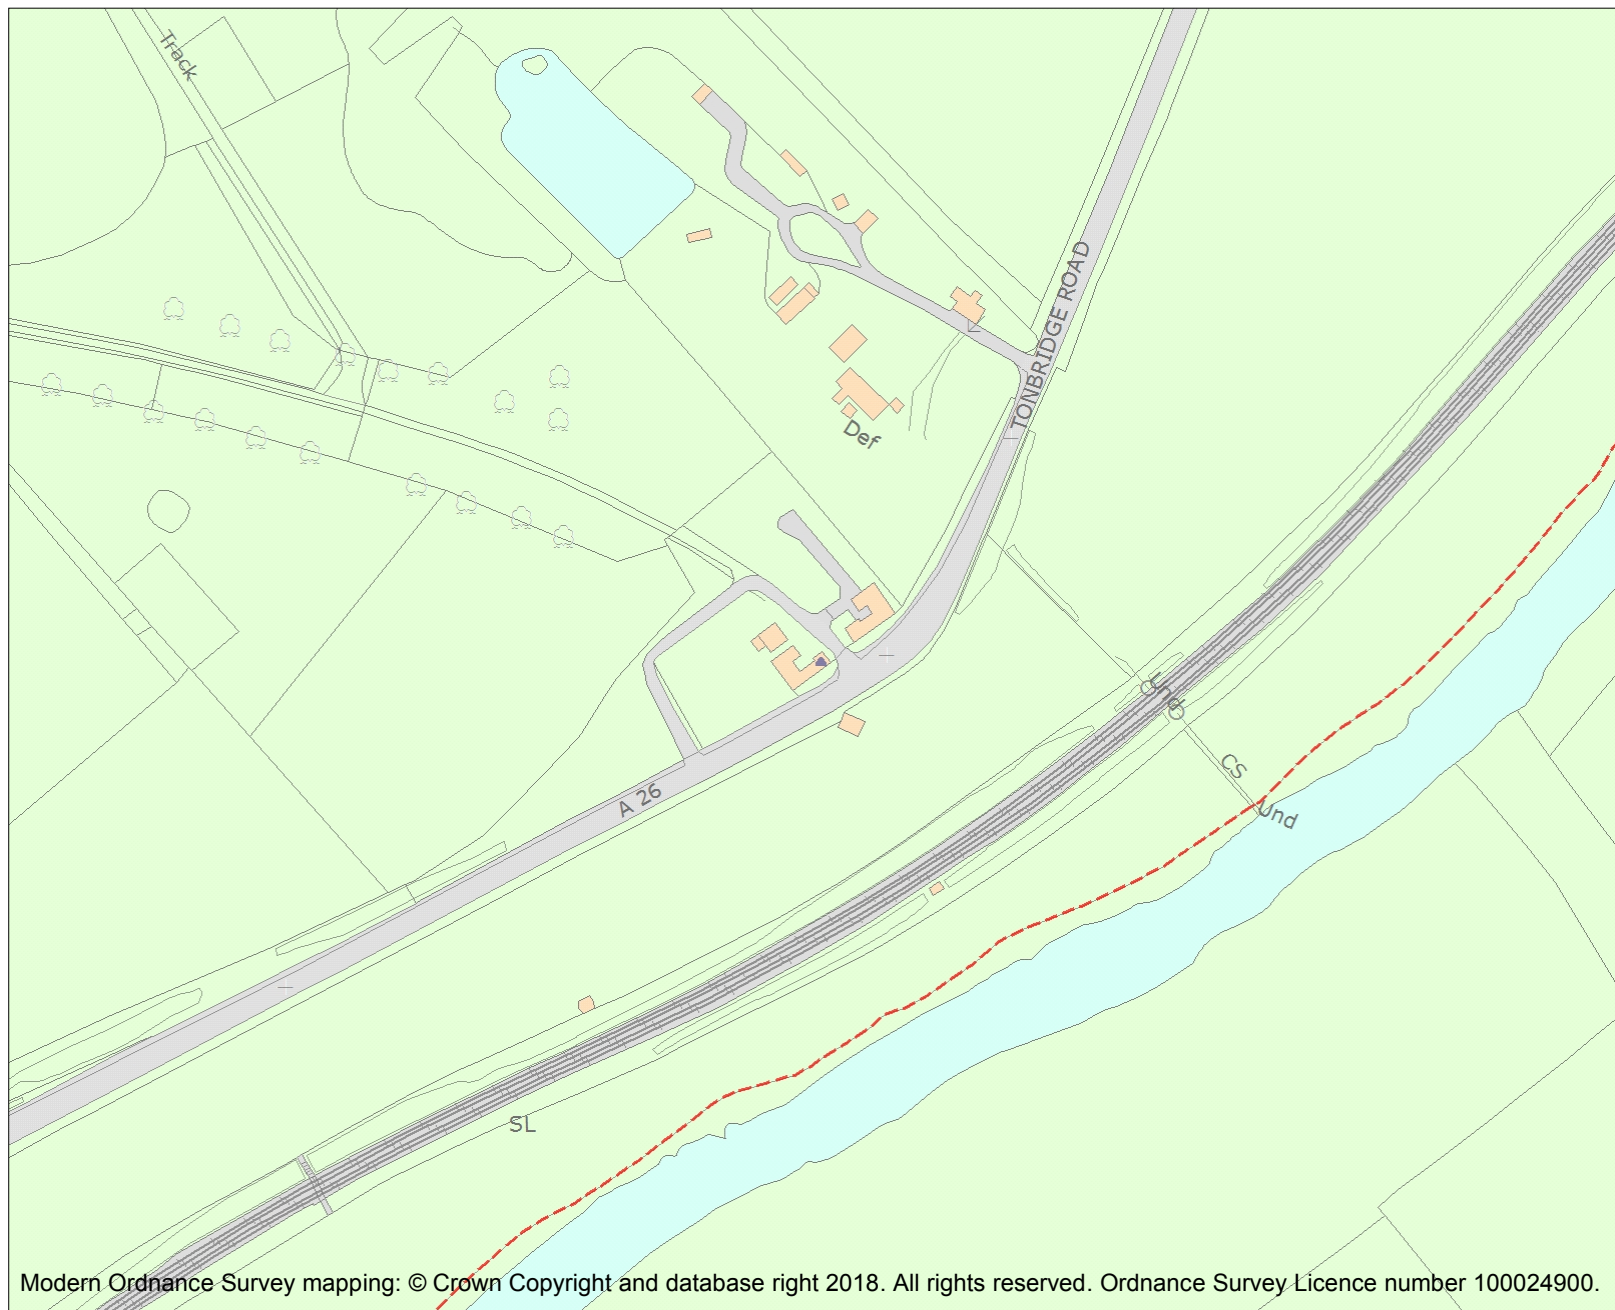 Track
TONBRIDGE ROAD
Def
Und
CS
Und
A 26
SL
Modern Ordnance Survey mapping: © Crown Copyright and database right 2018. All rights reserved. Ordnance Survey Licence number 100024900.